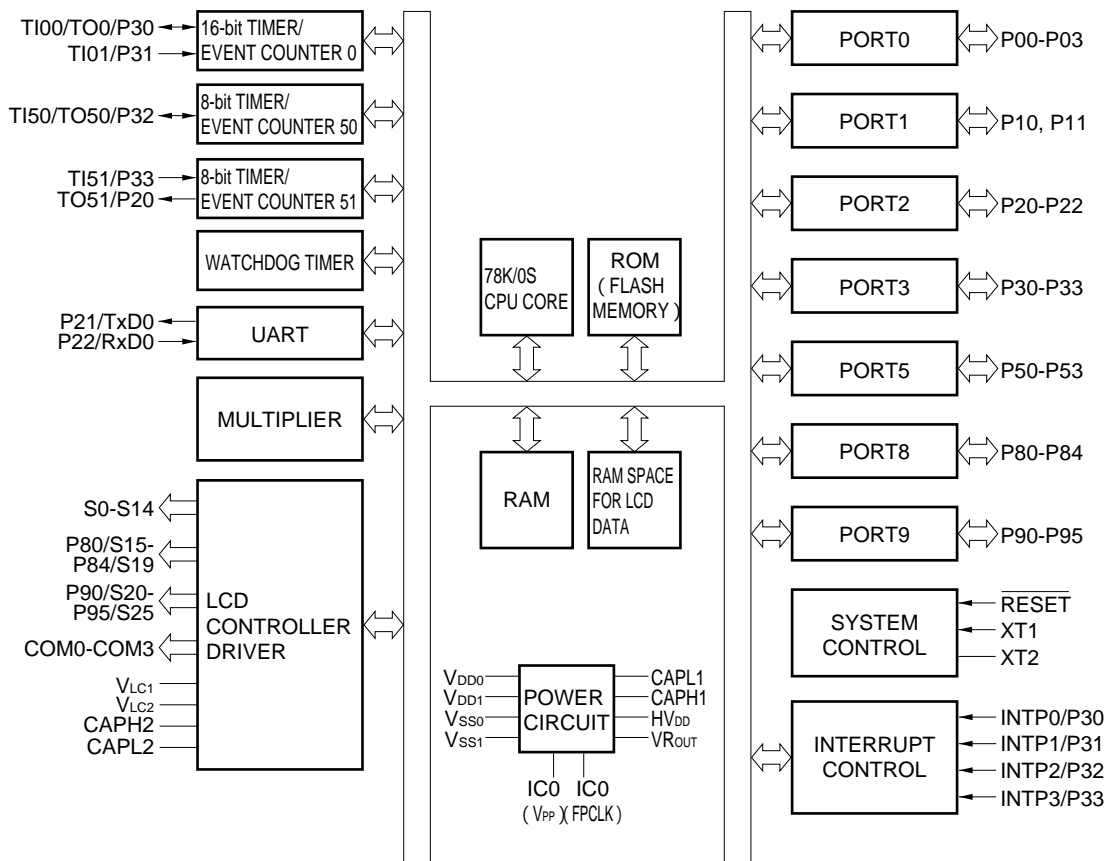 TI00/TO0/P30
TI01/P31
16-bit TIMER/
EVENT COUNTER 0
TI50/TO50/P32
8-bit TIMER/
EVENT COUNTER 50
TI51/P33
TO51/P20
8-bit TIMER/
EVENT COUNTER 51
WATCHDOG TIMER
P21/TxD0
P22/RxD0
UART
MULTIPLIER
S0-S14
P80/S15-
P84/S19
P90/S20-
P95/S25
COM0-COM3
VLC1
VLC2
CAPH2
CAPL2
LCD
CONTROLLER
DRIVER
78K/0S
CPU CORE
ROM
( FLASH
MEMORY )
RAM
RAM SPACE
FOR LCD
DATA
VDD0
VDD1
VSS0
VSS1
POWER
CIRCUIT
CAPL1
CAPH1
HVDD
VROUT
IC0 IC0
( VPP )( FPCLK )
PORT0
P00-P03
PORT1
P10, P11
PORT2
P20-P22
PORT3
P30-P33
PORT5
P50-P53
PORT8
P80-P84
PORT9
P90-P95
SYSTEM
CONTROL
RESET
XT1
XT2
INTERRUPT
CONTROL
INTP0/P30
INTP1/P31
INTP2/P32
INTP3/P33